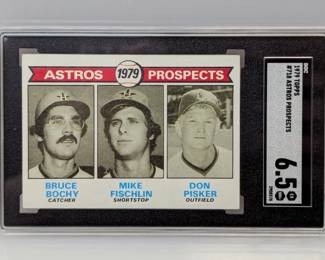 ASTROS 1979 PROSPECTS
BRUCE
BOCHY
CATCHER
MIKE
FISCHLIN
SHORTSTOP
DON
PISKER
OUTFIELD
1979 TOPPS
#718 ASTROS PROSPECTS
6.5